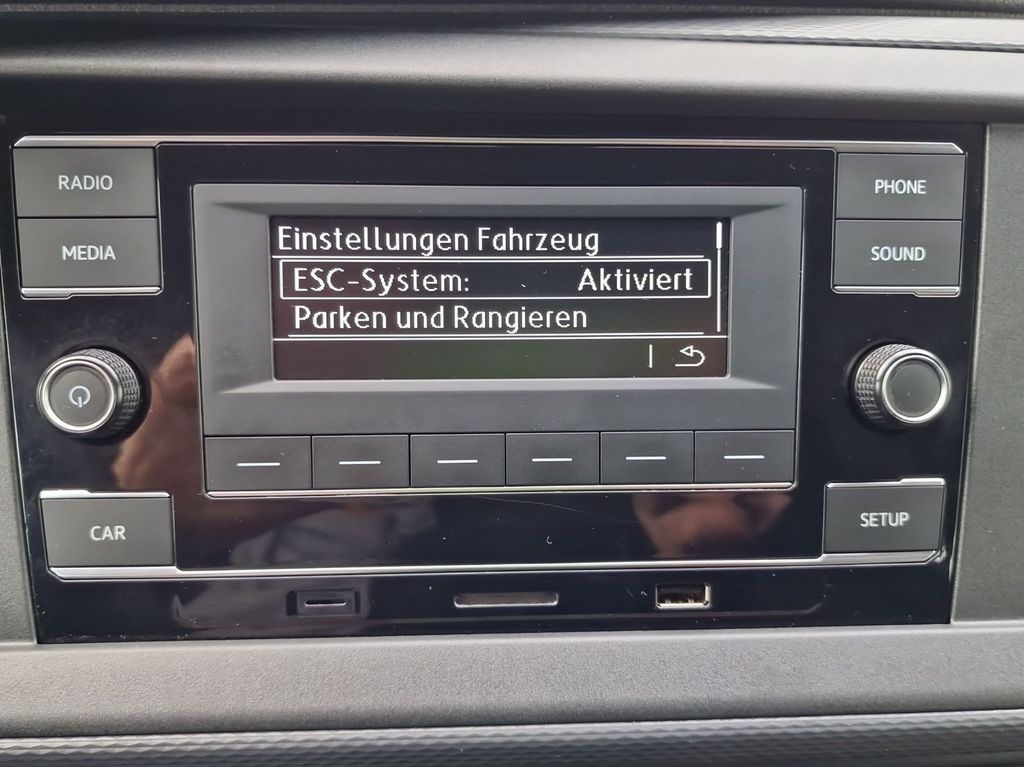 RADIO
MEDIA
PHONE
SOUND
Einstellungen Fahrzeug
ESC-System: Aktiviert
Parken und Rangieren
CAR
SETUP